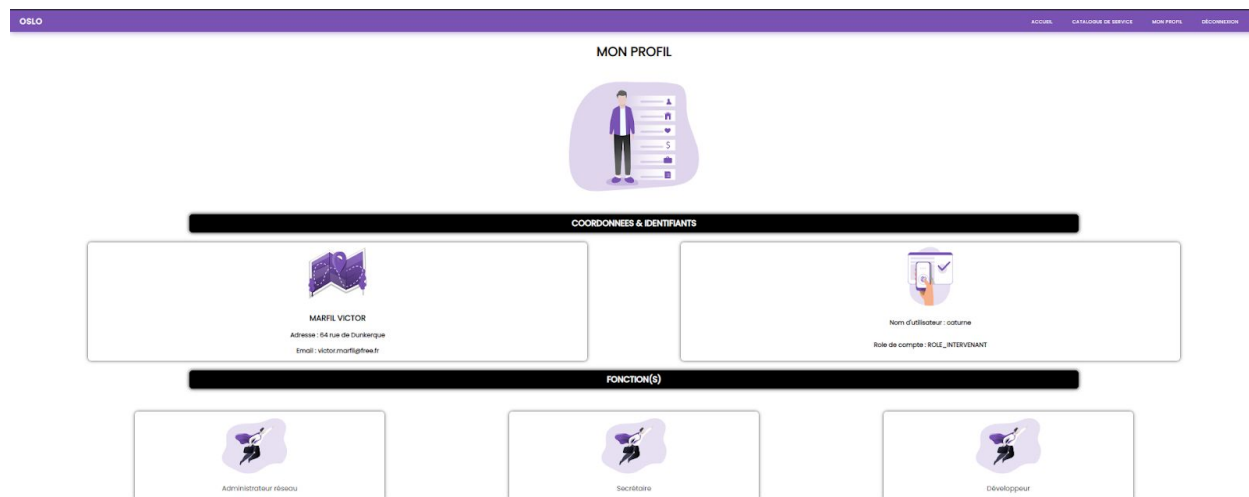 OSLO
ACCUEIL CATALOGUE DE SERVICE MON PROFIL DÉCONNEXION
MON PROFIL
COORDONNEES & IDENTIFIANTS
MARFIL VICTOR
Adresse : 64 rue de Dunkerque
Email : victor.marfil@free.fr
Nom d'utilisateur : oaturne
Role de compte : ROLE_INTERVENANT
FONCTION(S)
Administrateur réseau
Secrétaire
Développeur